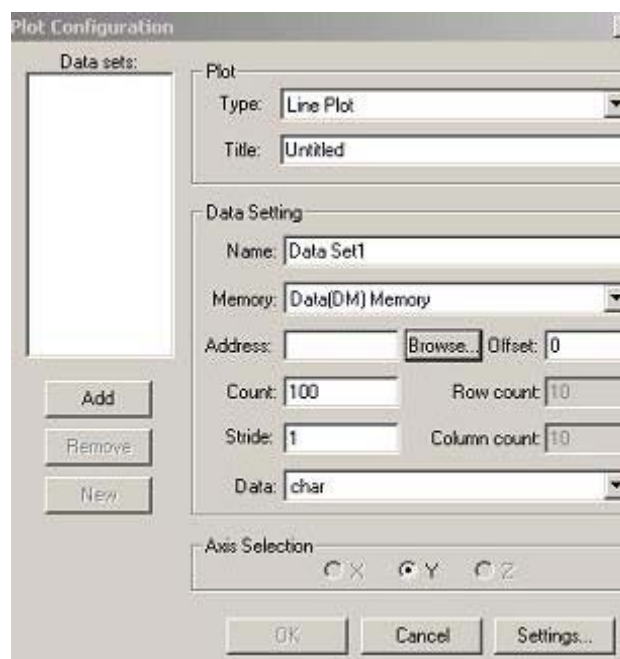 Plot Configuration
Data sets:
Add
Remove
New
Plot
Type: Line Plot
Title: Untitled
Data Setting
Name: Data Set1
Memory: Data(DM) Memory
Address: Browse... Offset: 0
Count: 100 Row count: 10
Stride: 1 Column count: 10
Data: char
Axis Selection
X Y Z
OK Cancel Settings...